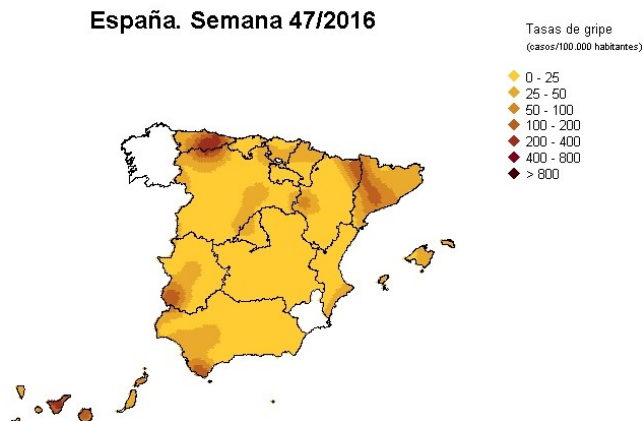 España. Semana 47/2016
Tasas de gripe
(casos/100.000 habitantes)
0 - 25
25 - 50
50 - 100
100 - 200
200 - 400
400 - 800
> 800